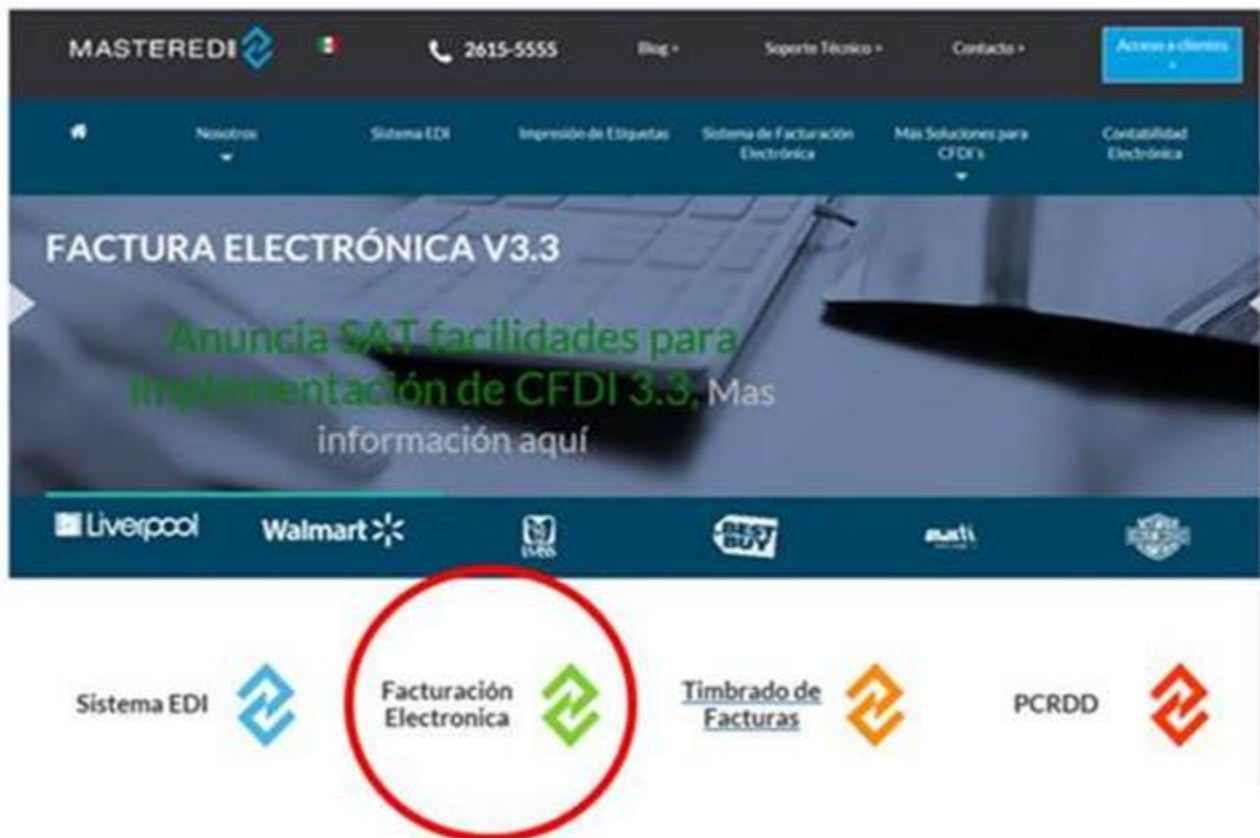 MASTEREDI
2615-5555
Blog
Soporte Técnico
Contacto
Acceso a clientes
Nosotros
Sistema EDI
Impresión de Etiquetas
Sistema de Facturación
Electrónica
Más Soluciones para
CFDI's
Contabilidad
Electrónica
FACTURA ELECTRÓNICA V3.3
Anuncia SAT facilidades para
implementación de CFDI 3.3, Mas
información aquí
Liverpool
Walmart
IMSS
BEST
BUY
Sistema EDI
Facturación
Electronica
Timbrado de
Facturas
PCRDD